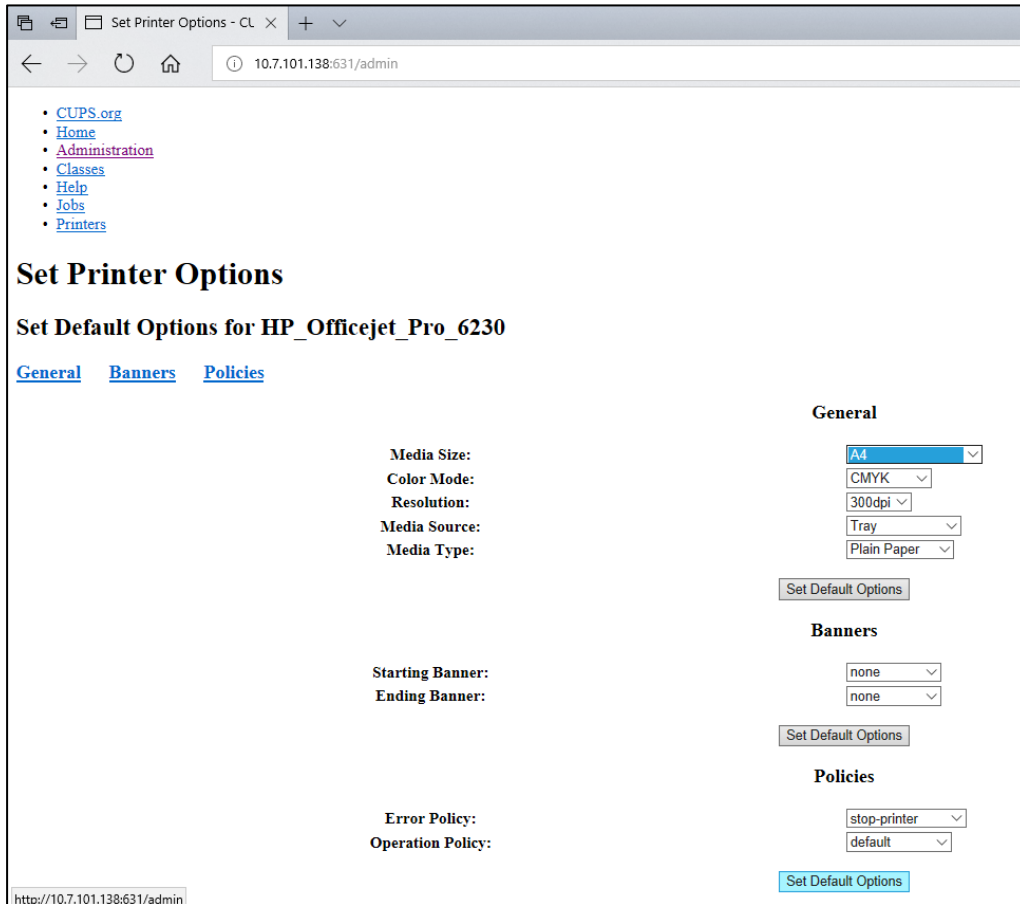 Set Printer Options - CL
10.7.101.138:631/admin
CUPS.org
Home
Administration
Classes
Help
Jobs
Printers
Set Printer Options
Set Default Options for HP_Officejet_Pro_6230
General Banners Policies
General
Media Size: A4
Color Mode: CMYK
Resolution: 300dpi
Media Source: Tray
Media Type: Plain Paper
Set Default Options
Banners
Starting Banner: none
Ending Banner: none
Set Default Options
Policies
Error Policy: stop-printer
Operation Policy: default
Set Default Options
http://10.7.101.138:631/admin